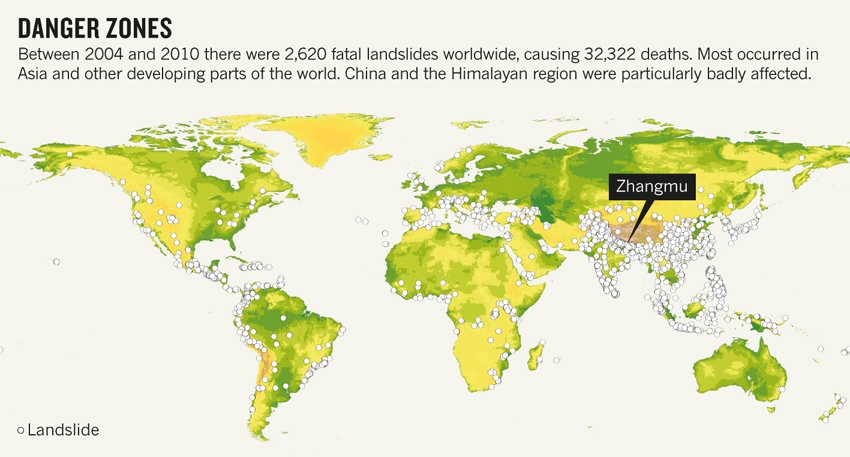 DANGER ZONES
Between 2004 and 2010 there were 2,620 fatal landslides worldwide, causing 32,322 deaths. Most occurred in
Asia and other developing parts of the world. China and the Himalayan region were particularly badly affected.
Zhangmu
Landslide